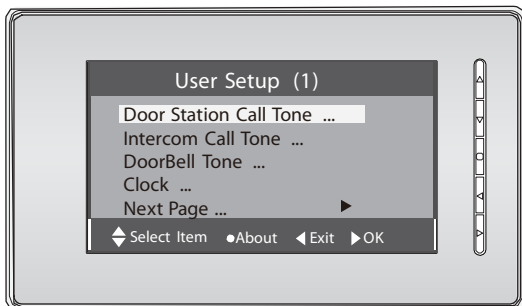 User Setup (1)
Door Station Call Tone ...
Intercom Call Tone ...
DoorBell Tone ...
Clock ...
Next Page ...
Select Item ●About Exit OK